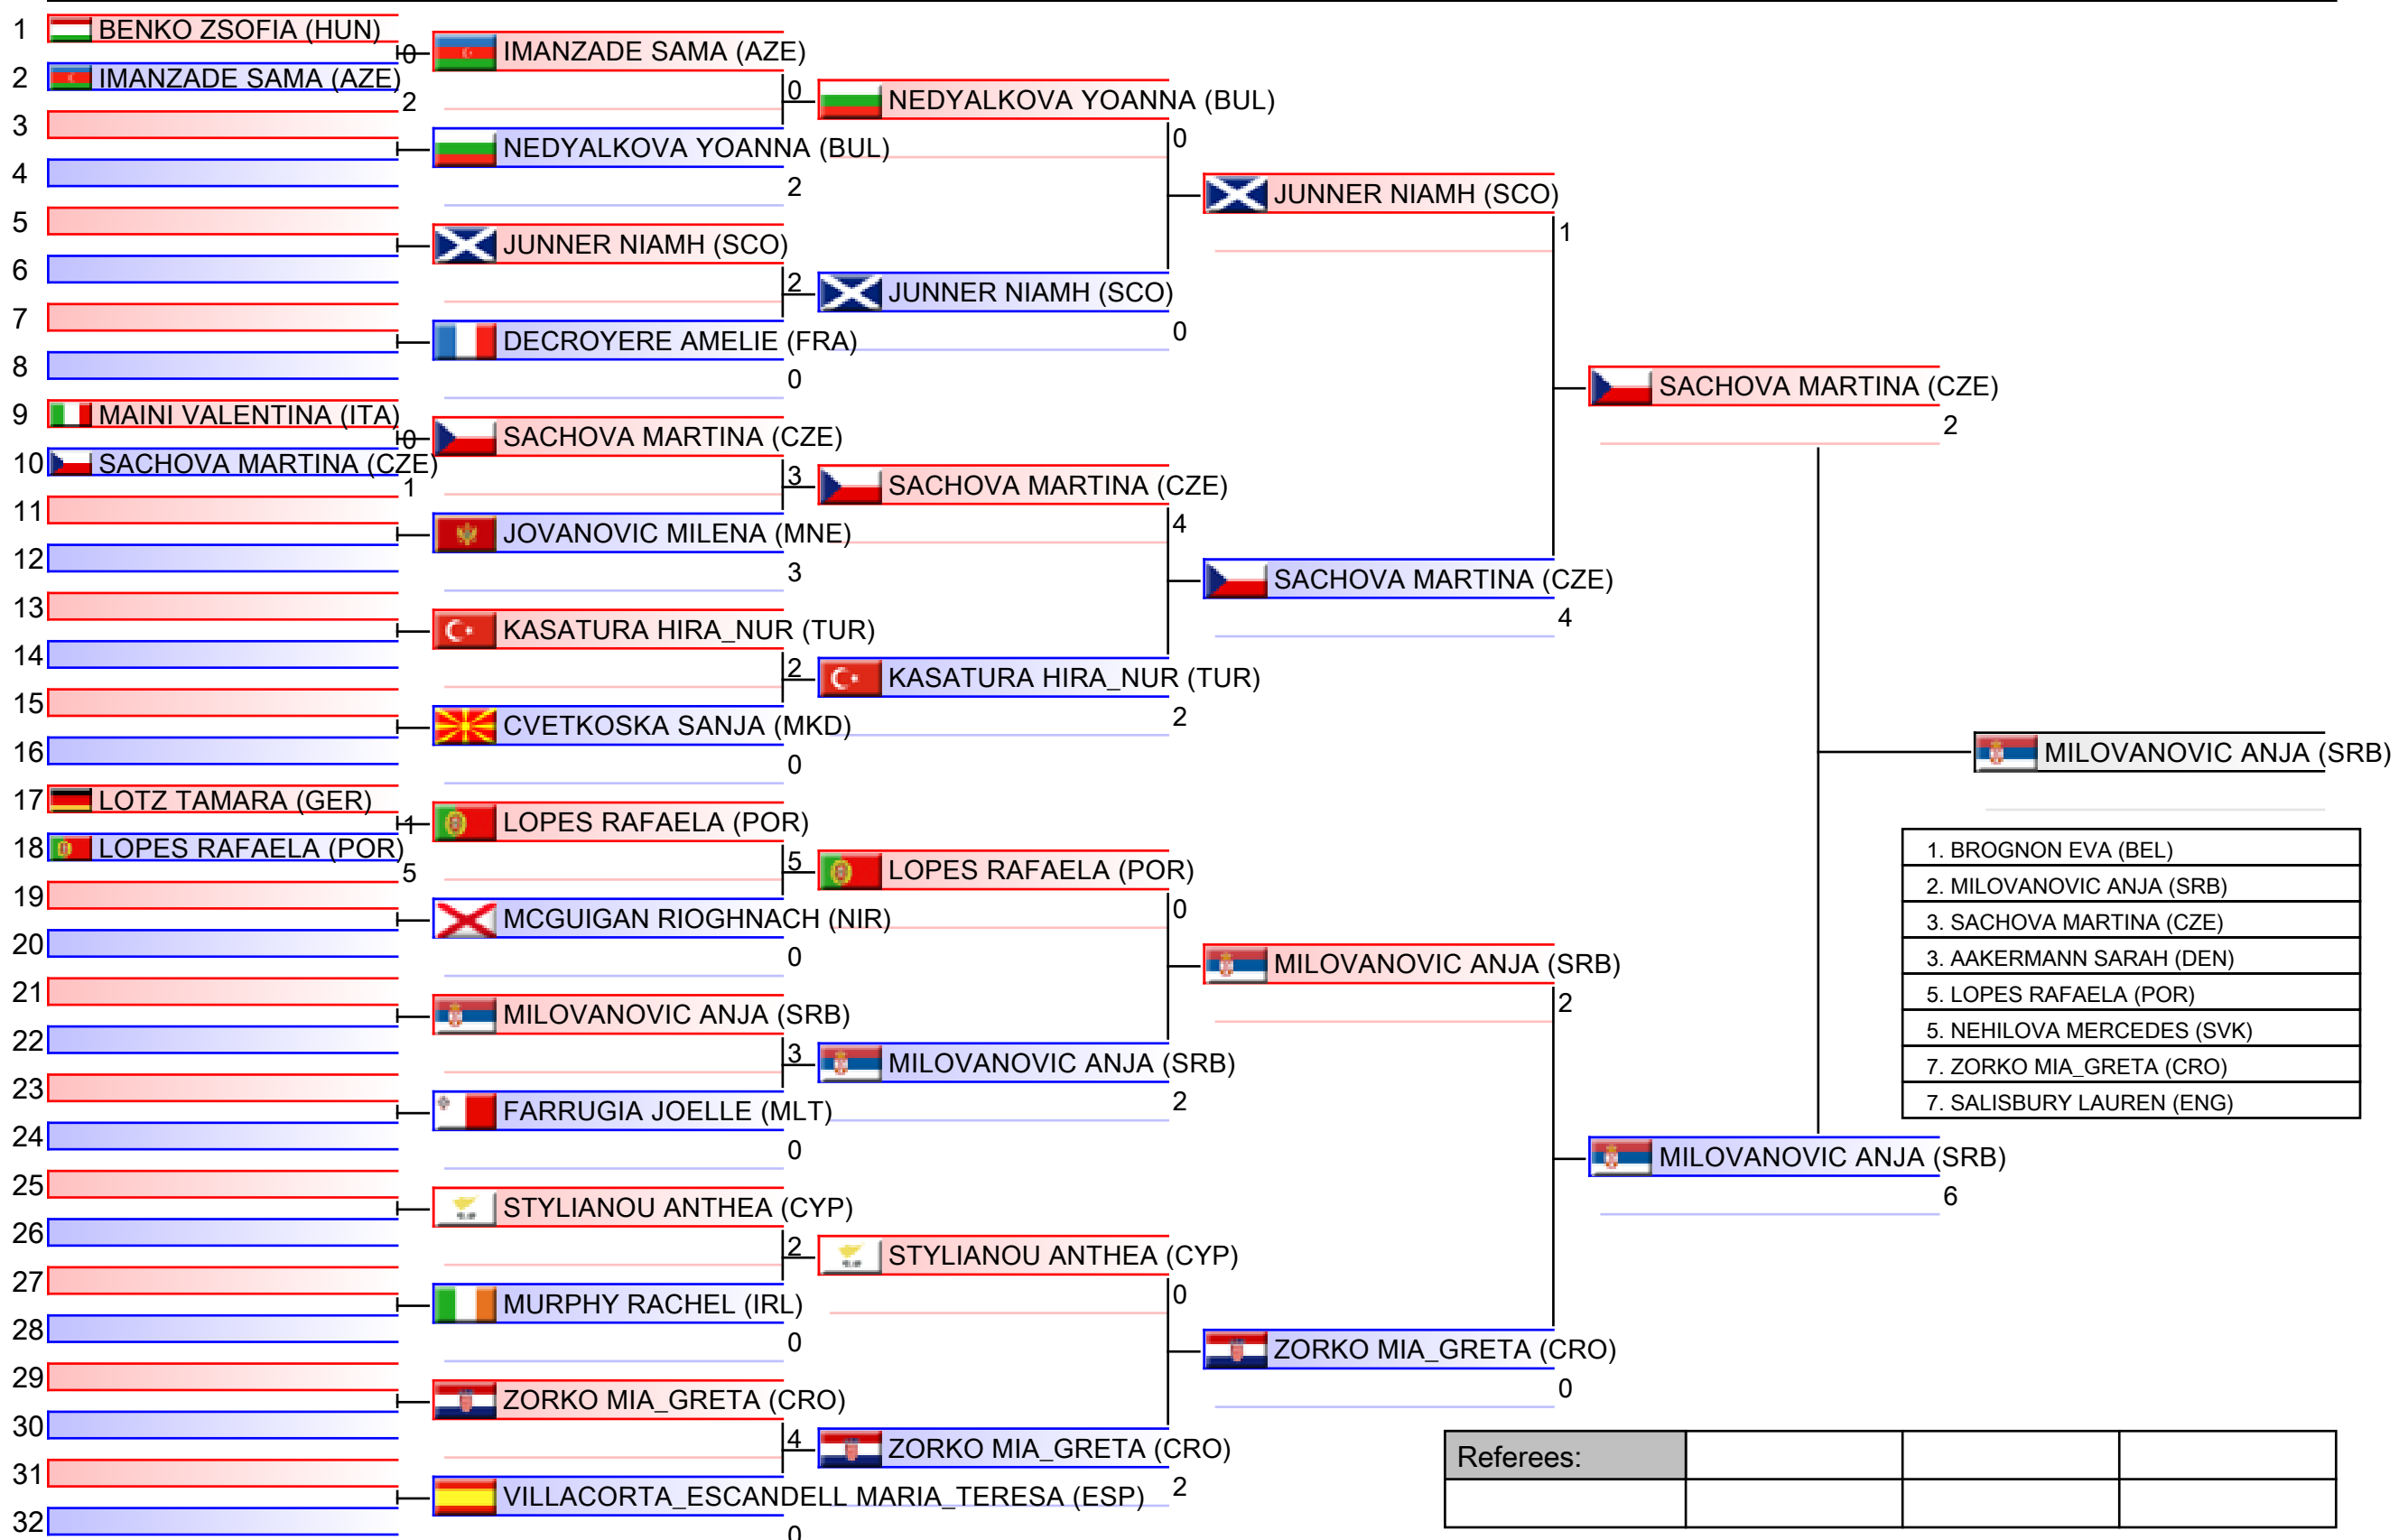 1 BENKO ZSOFIA (HUN)
0
2 IMANZADE SAMA (AZE)
2
3
4
5
6
7
8
9 MAINI VALENTINA (ITA)
0
10 SACHOVA MARTINA (CZE)
1
11
12
13
14
15
16
17 LOTZ TAMARA (GER)
1
18 LOPES RAFAELA (POR)
5
19
20
21
22
23
24
25
26
27
28
29
30
31
32
IMANZADE SAMA (AZE)
0
NEDYALKOVA YOANNA (BUL)
2
JUNNER NIAMH (SCO)
2
DECROYERE AMELIE (FRA)
0
SACHOVA MARTINA (CZE)
3
JOVANOVIC MILENA (MNE)
3
KASATURA HIRA_NUR (TUR)
2
CVETKOSKA SANJA (MKD)
0
LOPES RAFAELA (POR)
5
MCGUIGAN RIOGHNACH (NIR)
0
MILOVANOVIC ANJA (SRB)
3
FARRUGIA JOELLE (MLT)
0
STYLIANOU ANTHEA (CYP)
2
MURPHY RACHEL (IRL)
0
ZORKO MIA_GRETA (CRO)
4
VILLACORTA_ESCANDELL MARIA_TERESA (ESP)
0
NEDYALKOVA YOANNA (BUL)
0
JUNNER NIAMH (SCO)
0
SACHOVA MARTINA (CZE)
4
KASATURA HIRA_NUR (TUR)
2
LOPES RAFAELA (POR)
0
MILOVANOVIC ANJA (SRB)
2
STYLIANOU ANTHEA (CYP)
0
ZORKO MIA_GRETA (CRO)
2
JUNNER NIAMH (SCO)
1
SACHOVA MARTINA (CZE)
4
MILOVANOVIC ANJA (SRB)
2
ZORKO MIA_GRETA (CRO)
0
SACHOVA MARTINA (CZE)
2
MILOVANOVIC ANJA (SRB)
6
MILOVANOVIC ANJA (SRB)
1. BROGNON EVA (BEL)
2. MILOVANOVIC ANJA (SRB)
3. SACHOVA MARTINA (CZE)
3. AAKERMANN SARAH (DEN)
5. LOPES RAFAELA (POR)
5. NEHILOVA MERCEDES (SVK)
7. ZORKO MIA_GRETA (CRO)
7. SALISBURY LAUREN (ENG)
Referees: